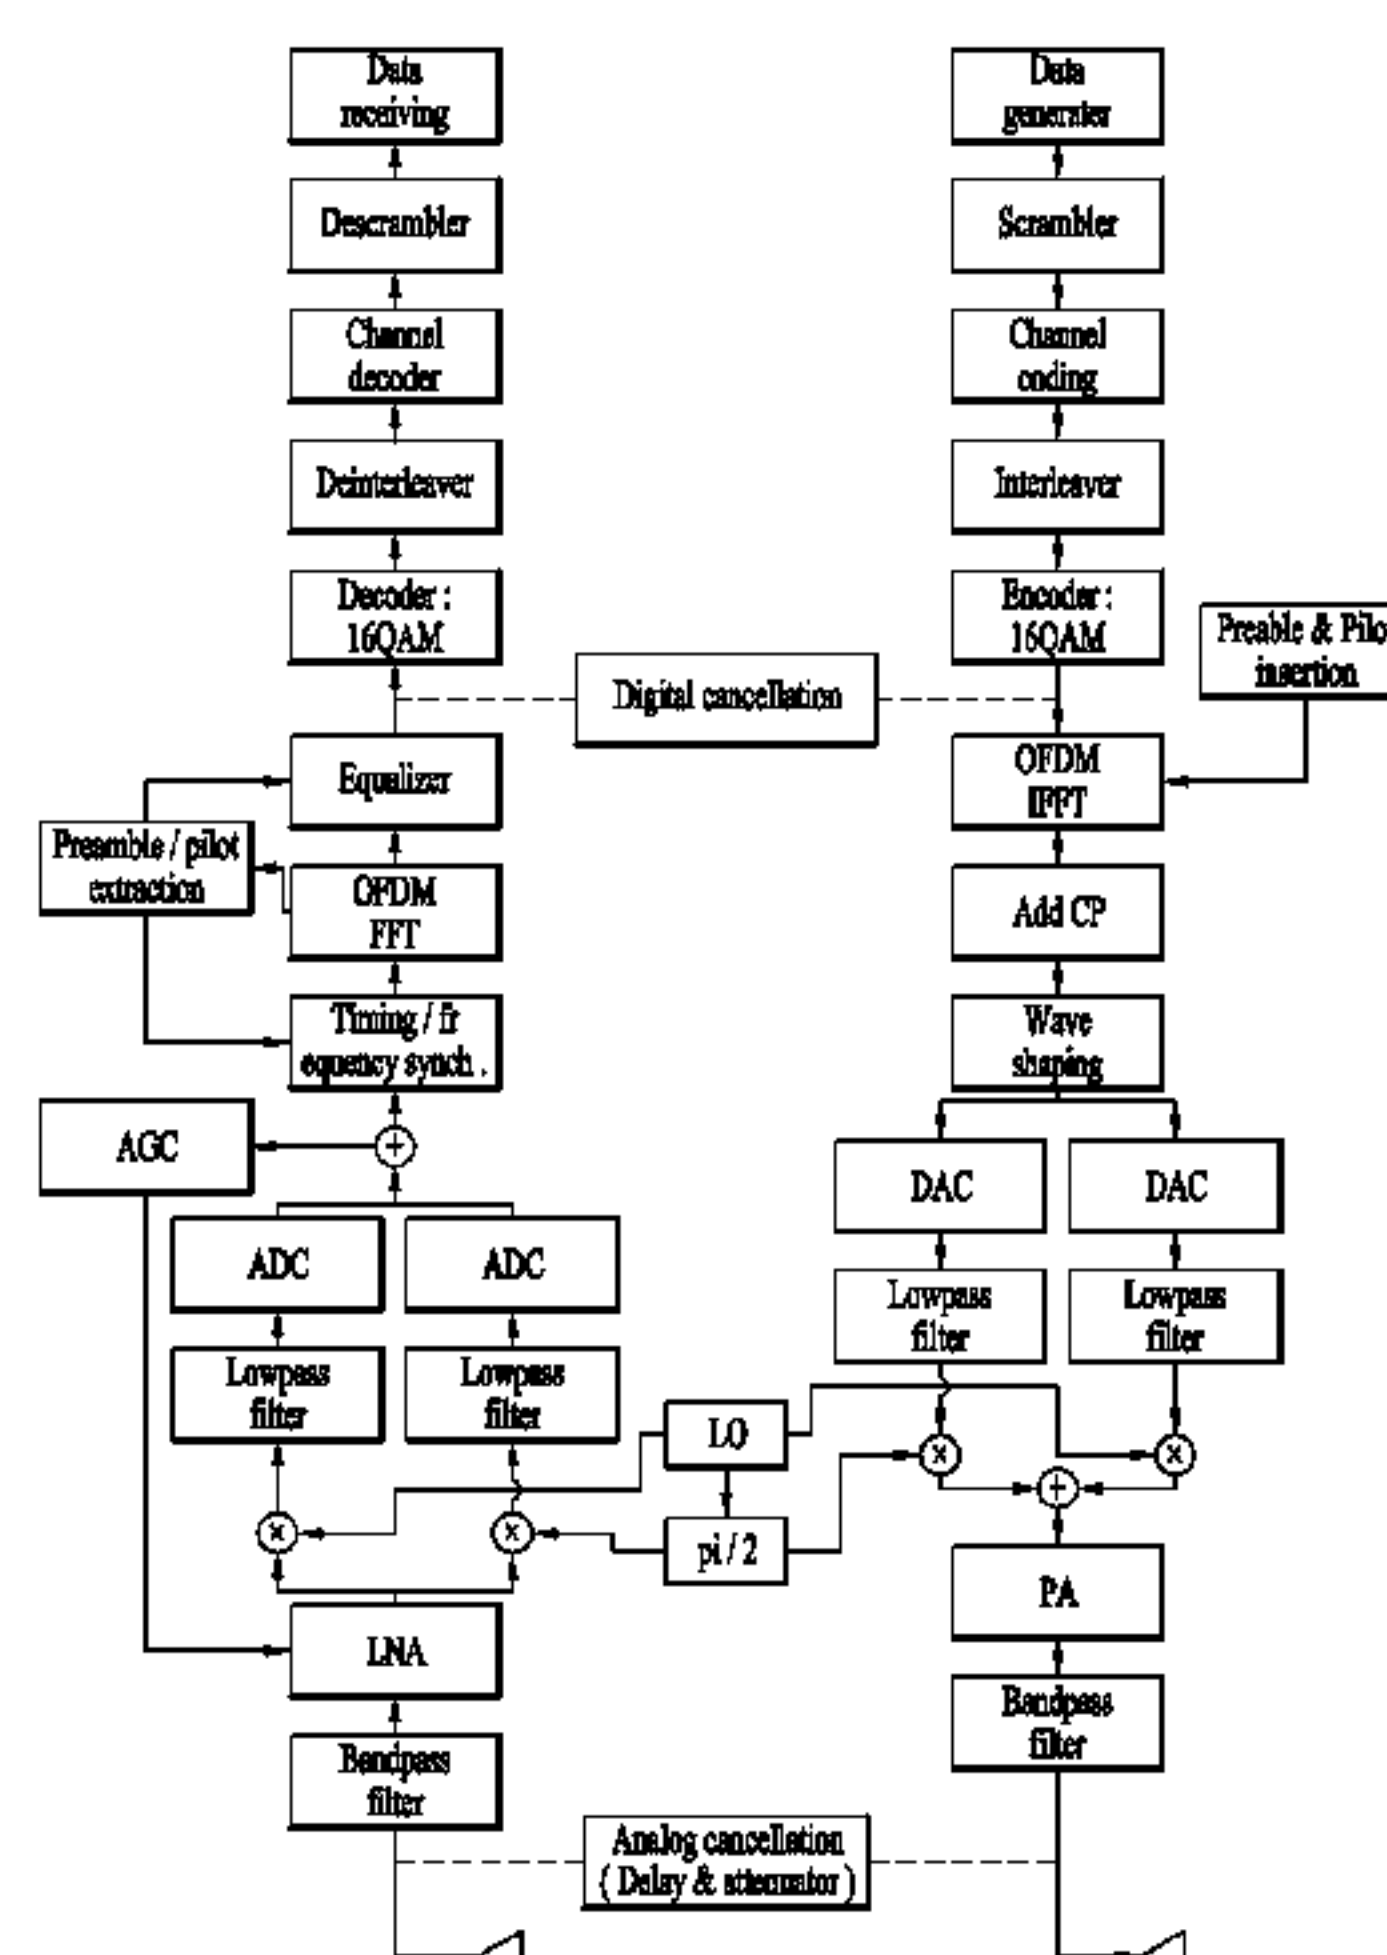 Data
receiving
Descrambler
Channel
decoder
Deinterleaver
Decoder :
16QAM
Equalizer
Preamble / pilot
extraction
OFDM
FFT
Timing / fr
equency synch .
AGC
+
ADC
ADC
Lowpass
filter
Lowpass
filter
×
×
LNA
Bandpass
filter
Digital cancellation
LO
pi / 2
Analog cancellation
( Delay & attenuator )
Data
generater
Scrambler
Channel
coding
Interleaver
Encoder :
16QAM
Preable & Pilo
insertion
OFDM
IFFT
Add CP
Wave
shaping
DAC
DAC
Lowpass
filter
Lowpass
filter
×
×
+
PA
Bandpass
filter